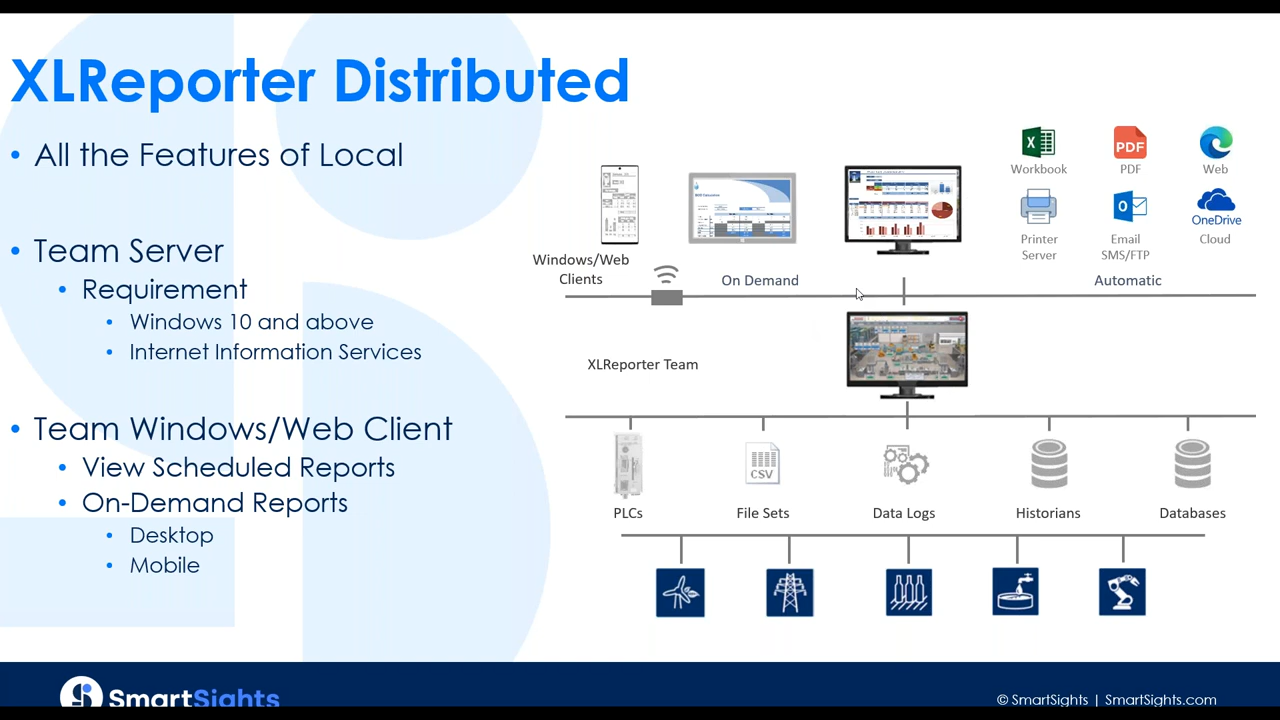 XLReporter Distributed
• All the Features of Local
• Team Server
• Requirement
• Windows 10 and above
• Internet Information Services
• Team Windows/Web Client
• View Scheduled Reports
• On-Demand Reports
• Desktop
• Mobile
Workbook
PDF
PDF
Web
Printer
Server
Email
SMS/FTP
OneDrive
Cloud
Windows/Web
Clients
On Demand
Automatic
XLReporter Team
CSV
PLCs
File Sets
Data Logs
Historians
Databases
SmartSights
© SmartSights | SmartSights.com